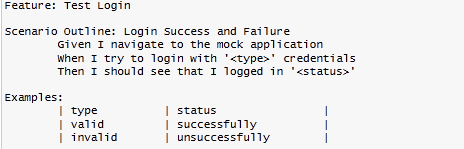 Feature: Test Login
Scenario Outline: Login Success and Failure
Given I navigate to the mock application
When I try to login with '<type>' credentials
Then I should see that I logged in '<status>'
Examples:
| type | status |
| valid | successfully |
| invalid | unsuccessfully |